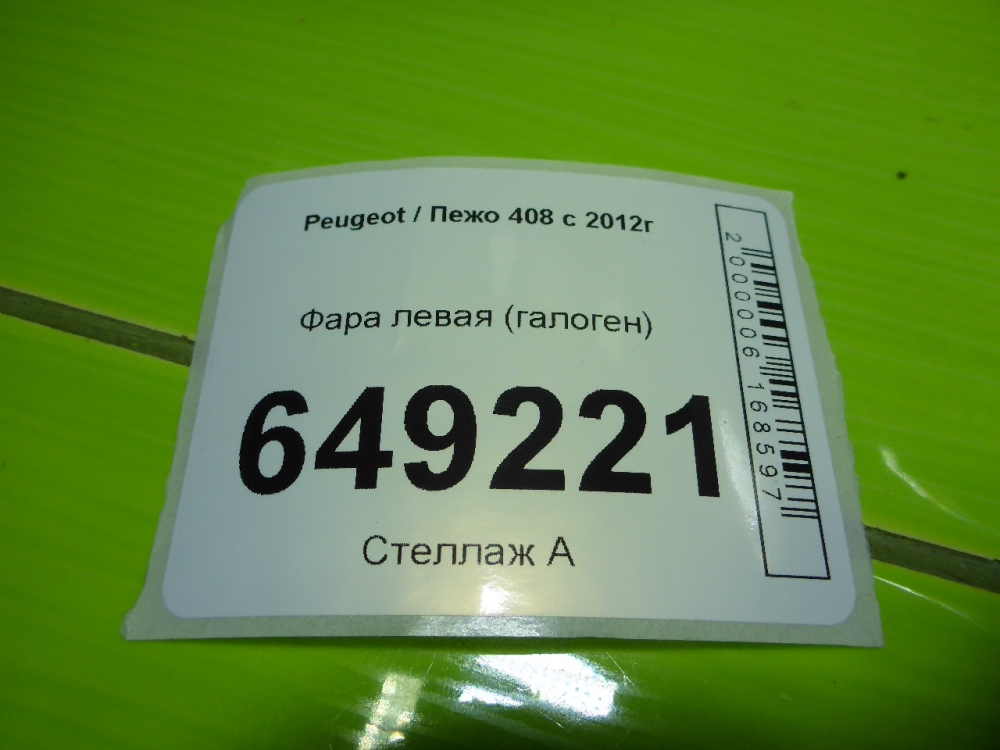 Peugeot / Пежо 408 с 2012г
Фара левая (галоген)
649221
Стеллаж А
2000006168597